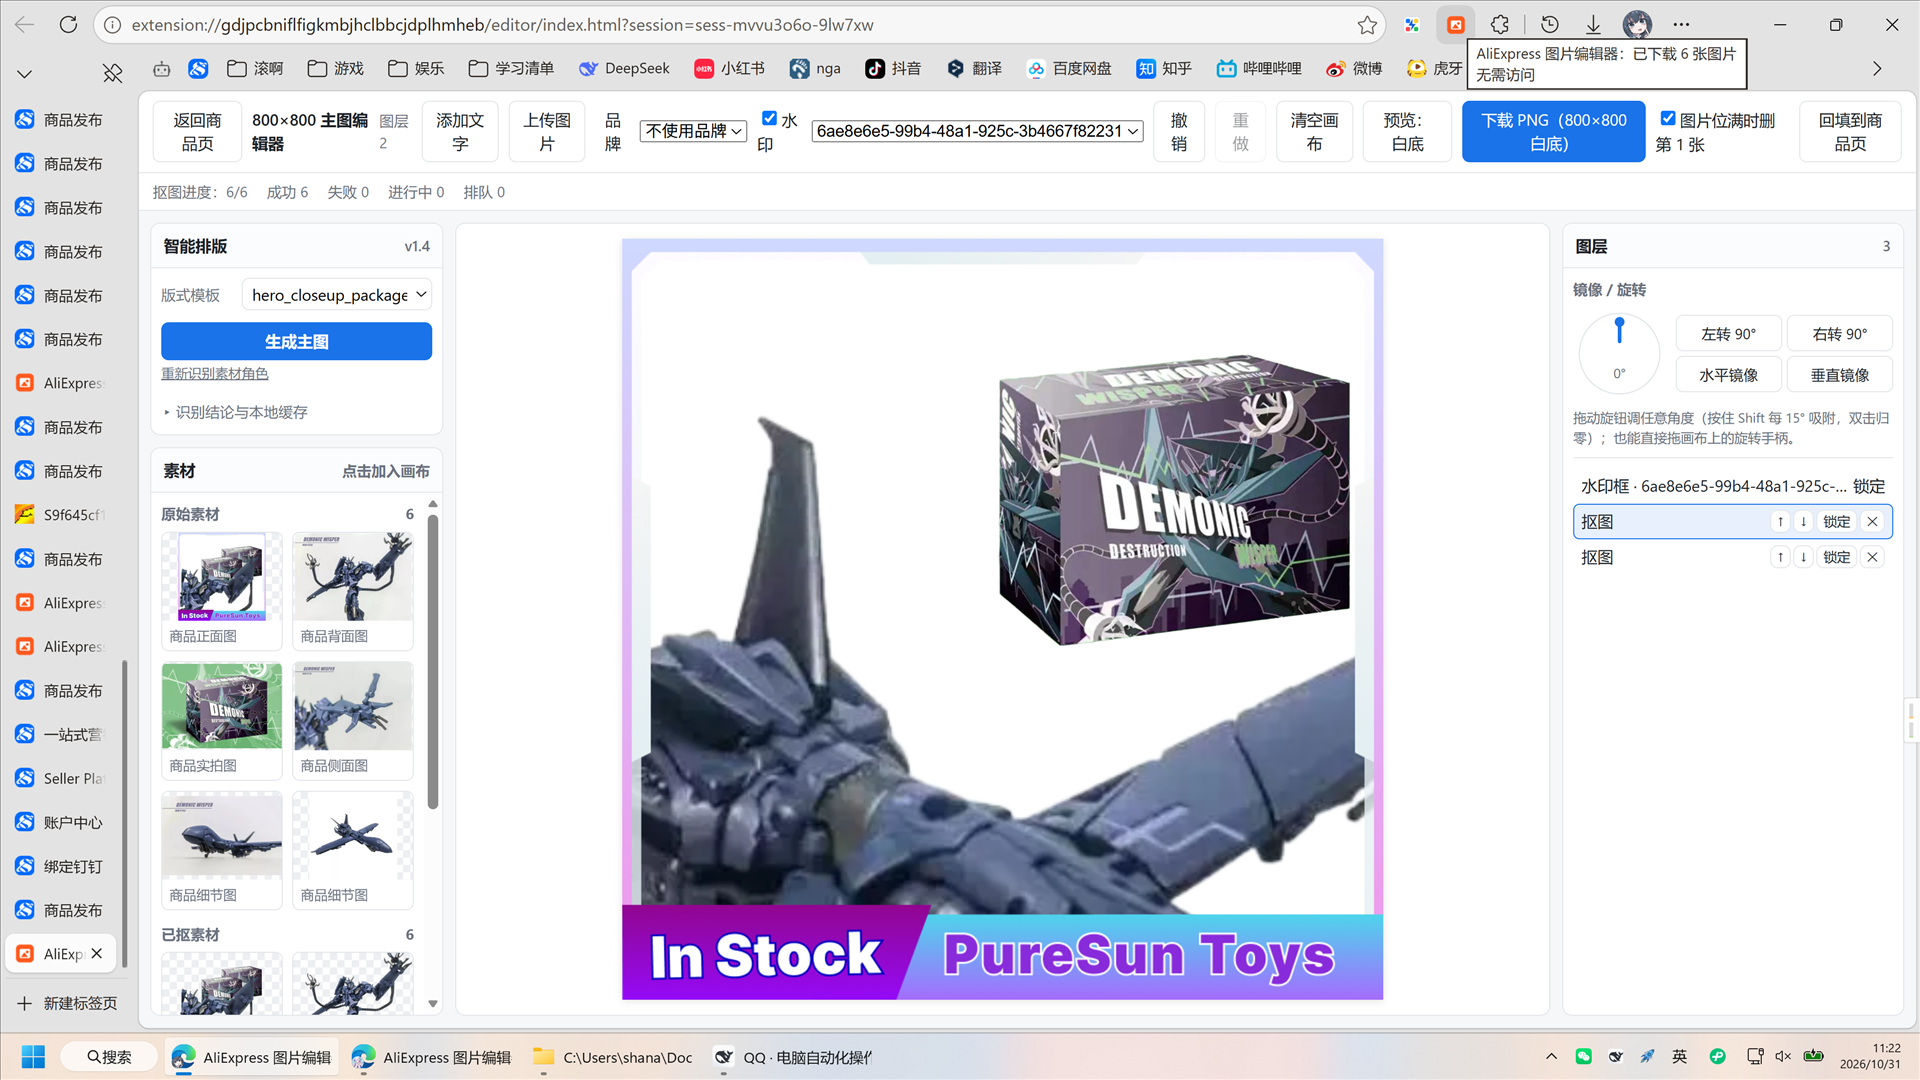 extension://gdjpcbniflfigkmbjhclbbcjdplhmheb/editor/index.html?session=sess-mvvu3o6o-9lw7xw
AliExpress 图片编辑器：已下载 6 张图片
无需访问
滚啊
游戏
娱乐
学习清单
DeepSeek
小红书
nga
抖音
翻译
百度网盘
知乎
哔哩哔哩
微博
虎牙
商品发布
商品发布
商品发布
商品发布
商品发布
商品发布
AliExpres
商品发布
商品发布
S9f645cf1
商品发布
AliExpres
AliExpres
商品发布
一站式营
Seller Pla
账户中心
绑定钉钉
商品发布
AliExp
新建标签页
返回商
品页
800×800 主图编
辑器
图层
2
添加文
字
上传图
片
品
牌
不使用品牌
水
印
6ae8e6e5-99b4-48a1-925c-3b4667f82231
撤
销
重
做
清空画
布
预览：
白底
下载 PNG（800×800
白底）
图片位满时删
第 1 张
回填到商
品页
抠图进度：6/6 成功 6 失败 0 进行中 0 排队 0
智能排版
v1.4
版式模板
hero_closeup_package
生成主图
重新识别素材角色
识别结论与本地缓存
素材
点击加入画布
原始素材
6
商品正面图
商品背面图
商品实拍图
商品侧面图
商品细节图
商品细节图
已抠素材
6
DEMONIC
WISPER
DEMONIC
DESTRUCTION
WISPER
In Stock
PureSun Toys
图层
3
镜像 / 旋转
0°
左转 90°
右转 90°
水平镜像
垂直镜像
拖动旋钮调任意角度（按住 Shift 每 15° 吸附，双击归
零）；也能直接拖画布上的旋转手柄。
水印框 · 6ae8e6e5-99b4-48a1-925c-... 锁定
抠图
↑ ↓ 锁定 ×
抠图
↑ ↓ 锁定 ×
搜索
AliExpress 图片编辑
AliExpress 图片编辑
C:\Users\shana\Doc
QQ · 电脑自动化操作
英
11:22
2026/10/31